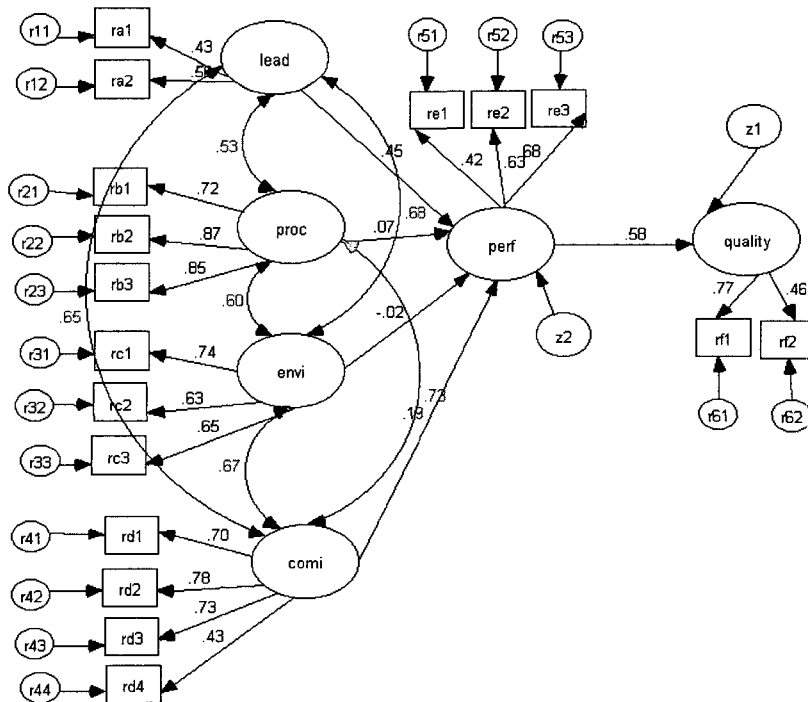 r11
ra1
.43
lead
r12
ra2
.58
r51
r52
r53
re1
re2
re3
.42
.63
.68
z1
.53
.45
r21
rb1
.72
r22
rb2
.87
proc
.07
.68
perf
.58
quality
r23
rb3
.85
.60
-.02
z2
.77
.46
rf1
rf2
r61
r62
.65
r31
rc1
.74
envi
r32
rc2
.63
.73
.19
r33
rc3
.65
.67
r41
rd1
.70
comi
r42
rd2
.78
r43
rd3
.73
.43
r44
rd4